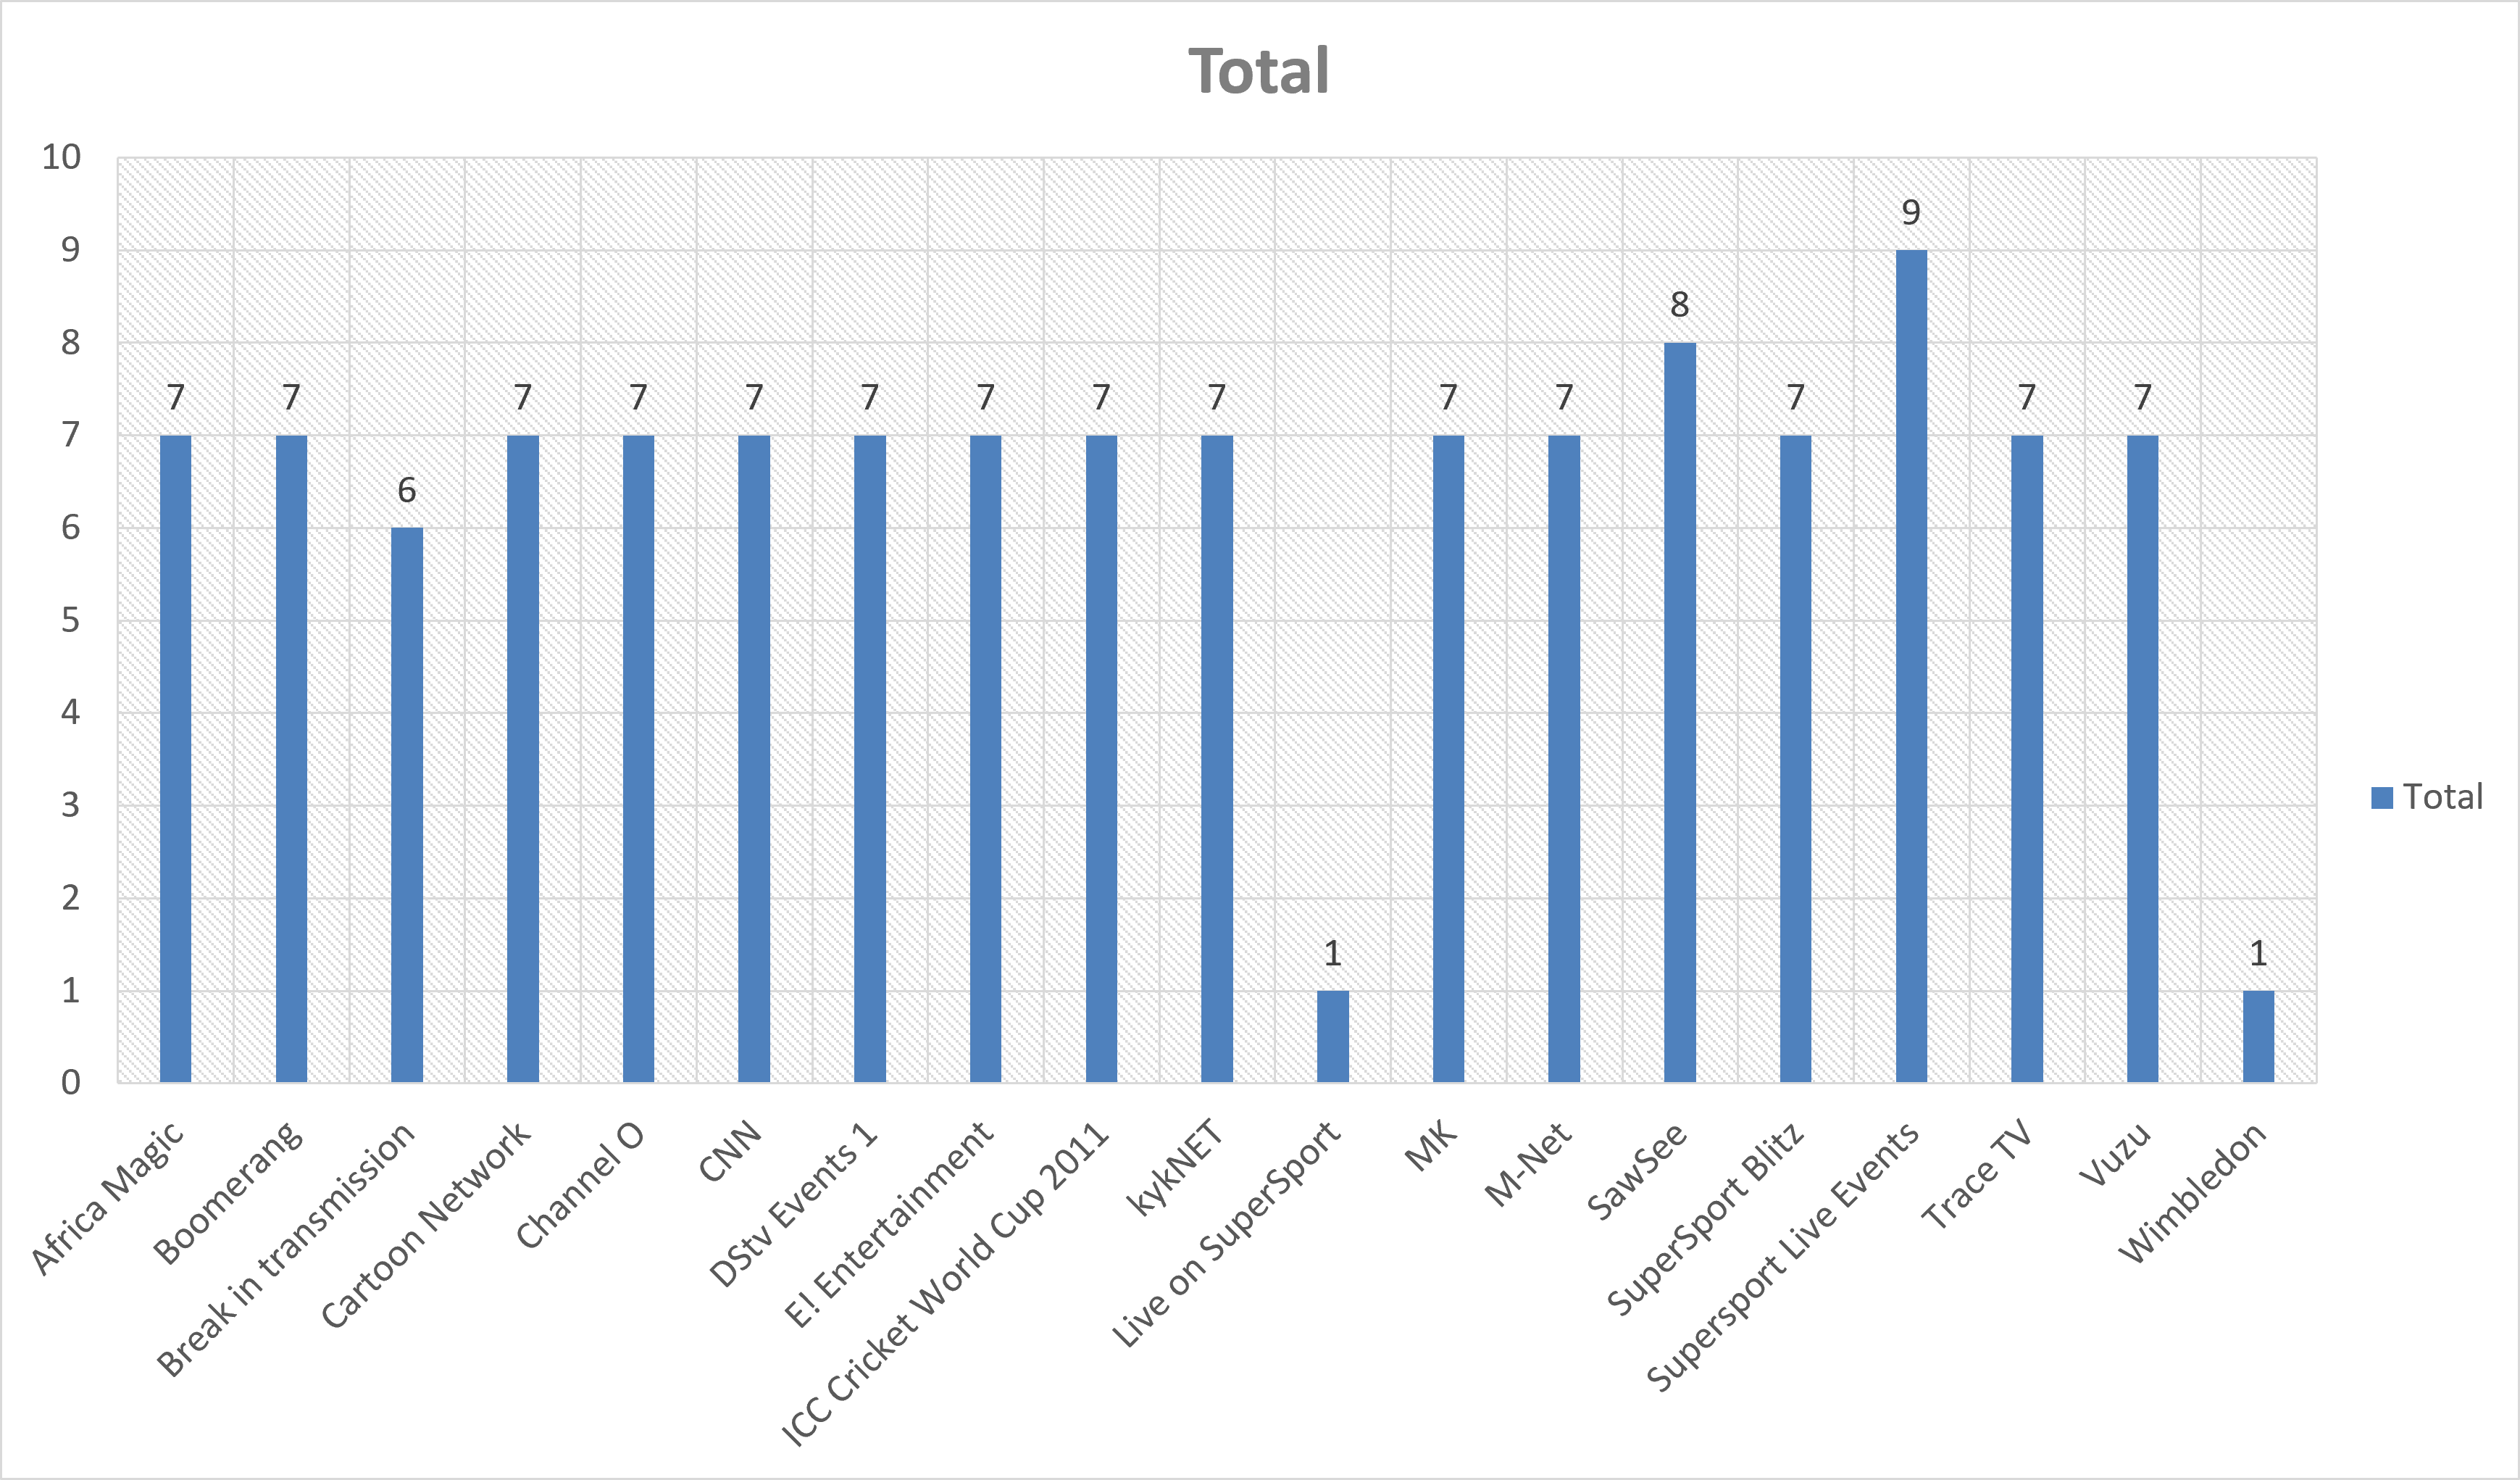 Total
10
9
8
7
6
5
4
3
2
1
0
7
7
6
7
7
7
7
7
7
7
1
7
7
8
7
9
7
7
1
Africa Magic
Boomerang
Break in transmission
Cartoon Network
Channel O
CNN
DStv Events 1
E! Entertainment
ICC Cricket World Cup 2011
kykNET
Live on SuperSport
MK
M-Net
SawSee
SuperSport Blitz
Supersport Live Events
Trace TV
Vuzu
Wimbledon
Total